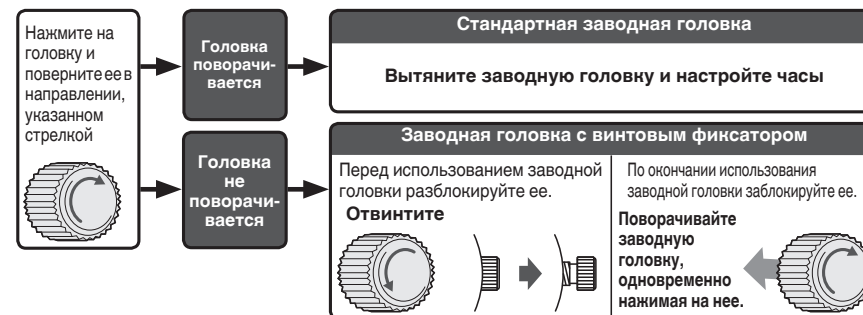 Нажмите на
головку и
поверните ее в
направлении,
указанном
стрелкой
Головка
поворачи-
вается
Стандартная заводная головка
Вытяните заводную головку и настройте часы
Головка
не
поворачи-
вается
Заводная головка с винтовым фиксатором
Перед использованием заводной
головки разблокируйте ее.
Отвинтите
По окончании использования
заводной головки заблокируйте ее.
Поворачивайте
заводную
головку,
одновременно
нажимая на нее.